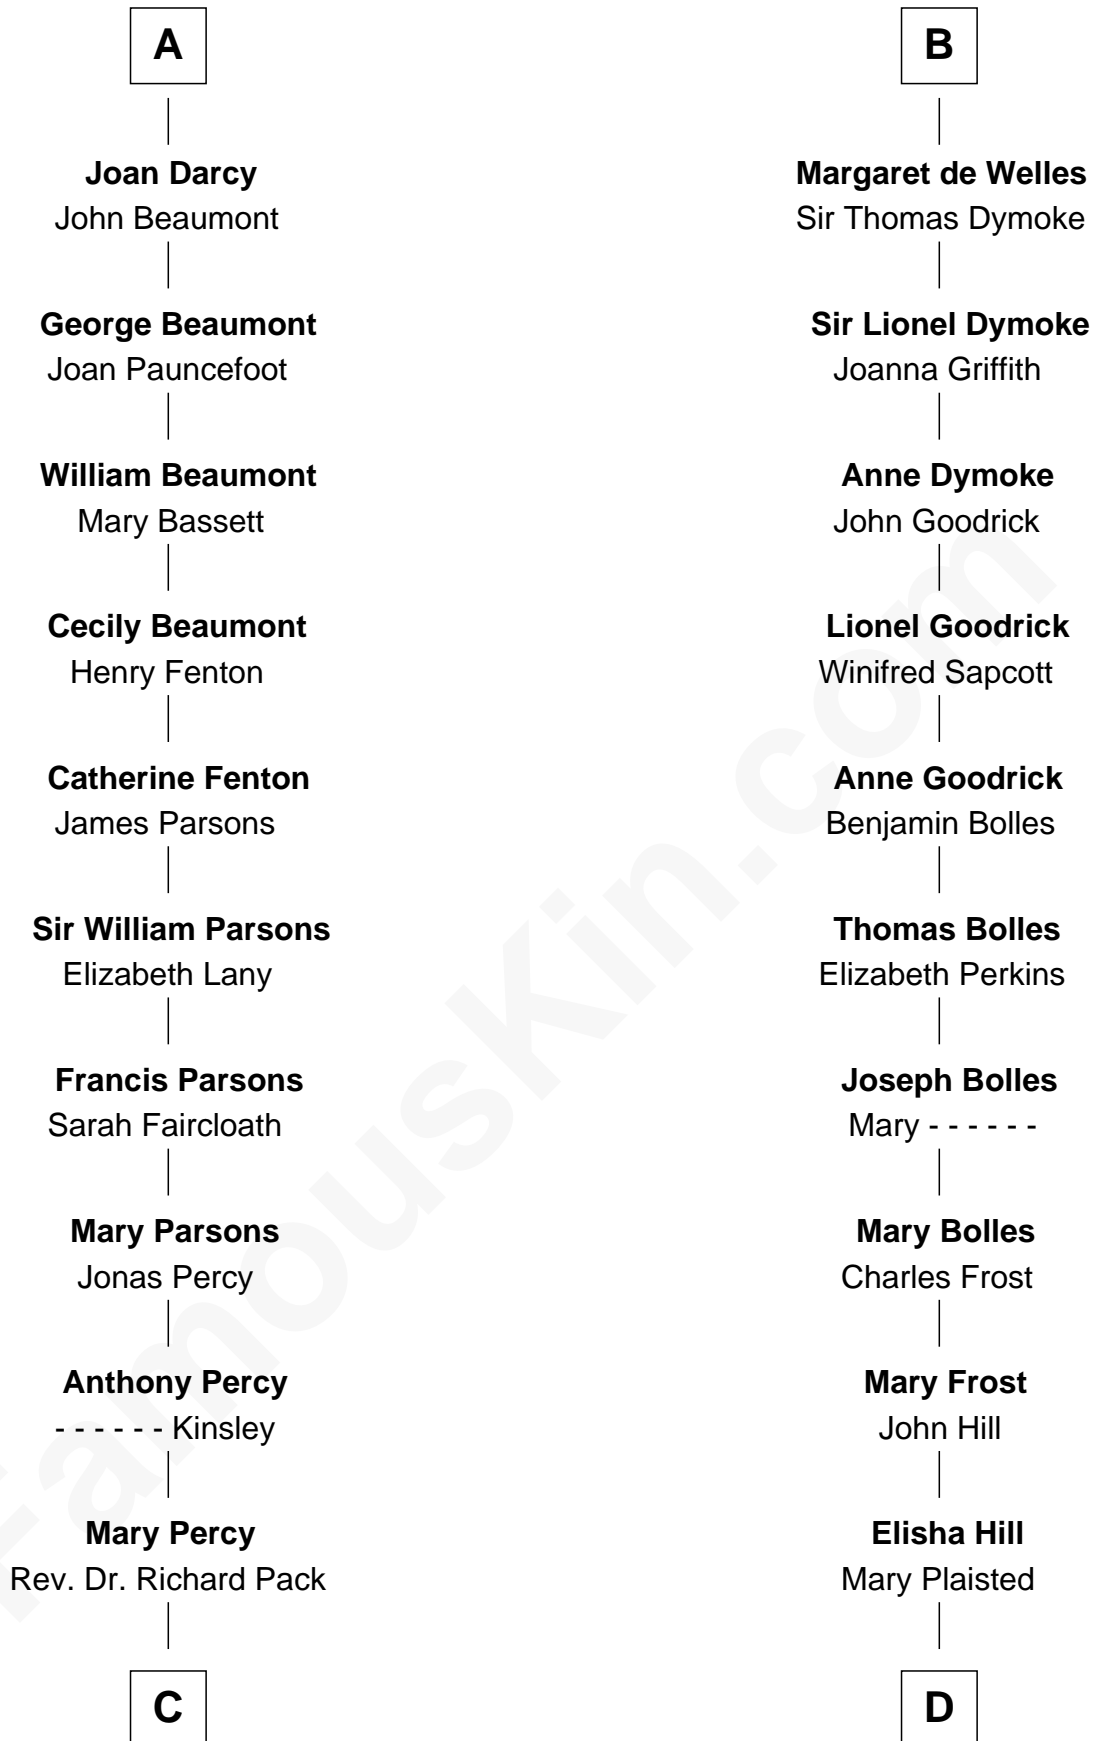 A
Joan Darcy
John Beaumont
George Beaumont
Joan Pauncefoot
William Beaumont
Mary Bassett
Cecily Beaumont
Henry Fenton
Catherine Fenton
James Parsons
Sir William Parsons
Elizabeth Lany
Francis Parsons
Sarah Faircloath
Mary Parsons
Jonas Percy
Anthony Percy
- - - - - - Kinsley
Mary Percy
Rev. Dr. Richard Pack
C
B
Margaret de Welles
Sir Thomas Dymoke
Sir Lionel Dymoke
Joanna Griffith
Anne Dymoke
John Goodrick
Lionel Goodrick
Winifred Sapcott
Anne Goodrick
Benjamin Bolles
Thomas Bolles
Elizabeth Perkins
Joseph Bolles
Mary - - - - - -
Mary Bolles
Charles Frost
Mary Frost
John Hill
Elisha Hill
Mary Plaisted
D
FamousKin.com